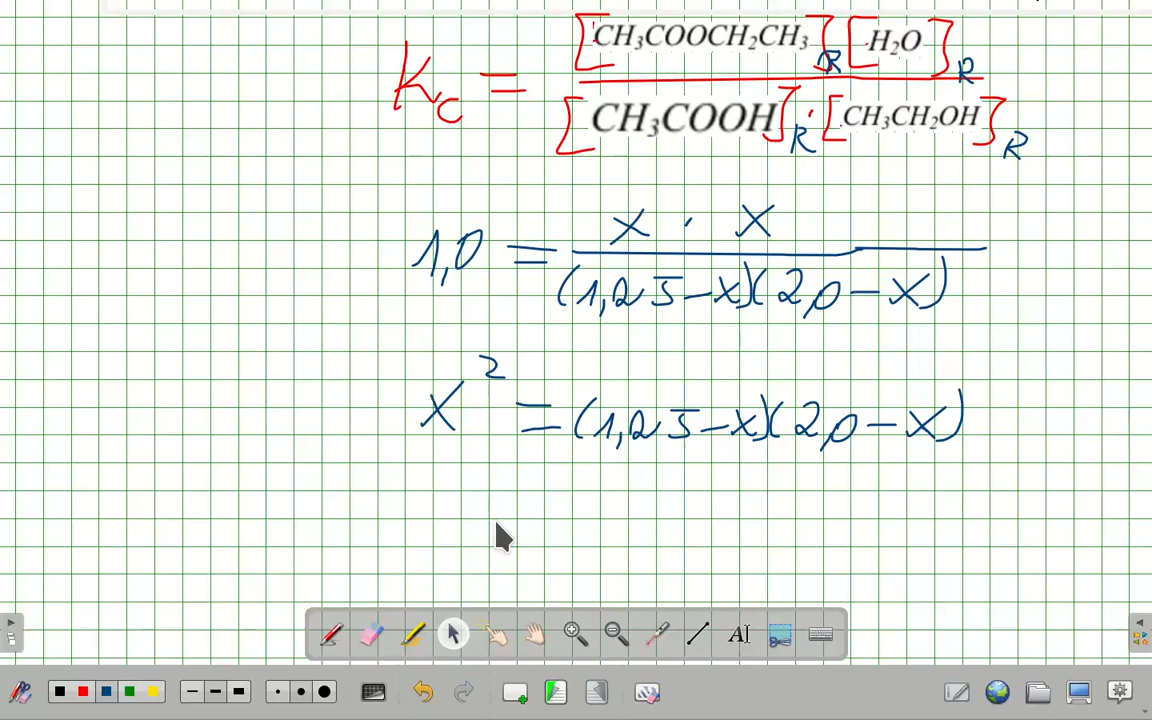 Kc = [CH₃COOCH₂CH₃]R [H₂O]R / [CH₃COOH]R · [CH₃CH₂OH]R
1,0 = x · x / (1,25-x)(2,0-x)
x² = (1,25-x)(2,0-x)